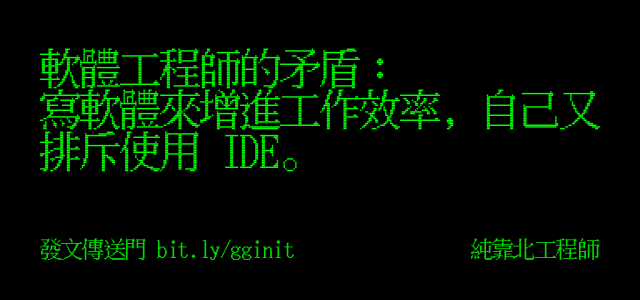 軟體工程師的矛盾：
寫軟體來增進工作效率，自己又
排斥使用 IDE。
發文傳送門 bit.ly/gginit
純靠北工程師